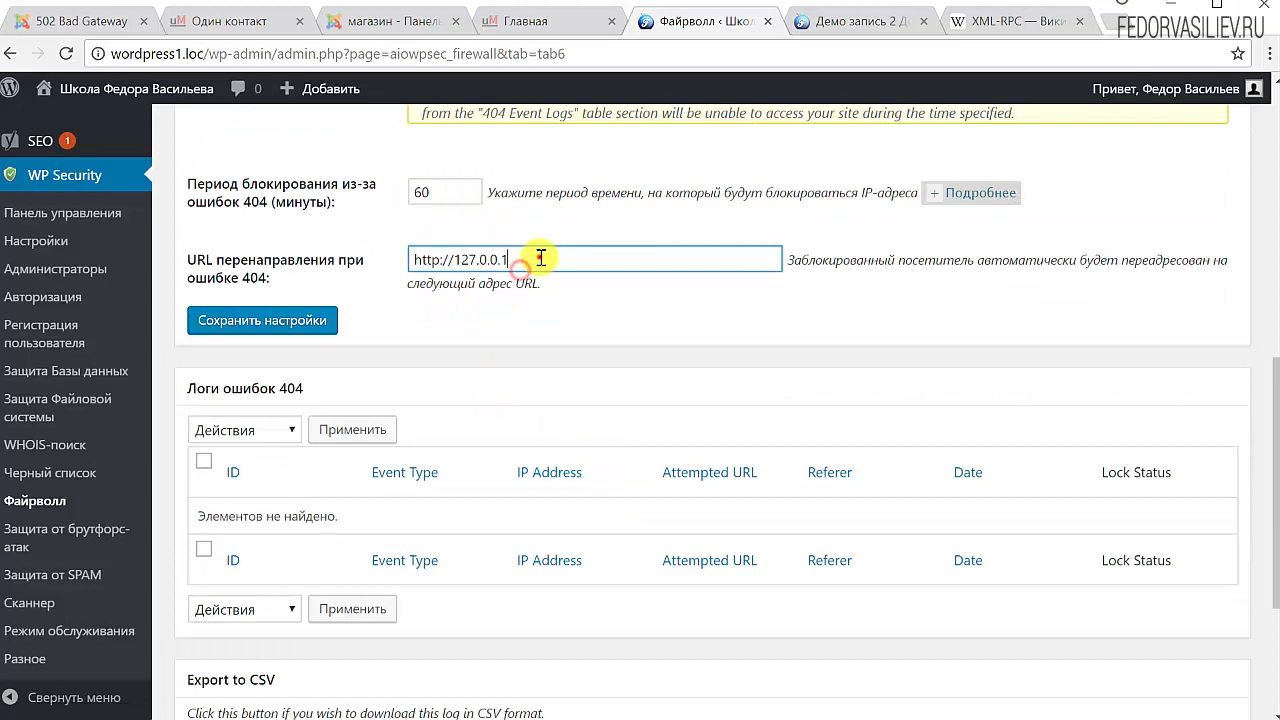 502 Bad Gateway
Один контакт
магазин - Панель
Главная
Файрволл ‹ Шко
Демо запись 2 Д
XML-RPC — Вики
FEDORVASILIEV.RU
wordpress1.loc/wp-admin/admin.php?page=aiowpsec_firewall&tab=tab6
Школа Федора Васильева
0
Добавить
Привет, Федор Васильев
SEO 1
WP Security
Панель управления
Настройки
Администраторы
Авторизация
Регистрация
пользователя
Защита Базы данных
Защита Файловой
системы
WHOIS-поиск
Черный список
Файрволл
Защита от брутфорс-
атак
Защита от SPAM
Сканнер
Режим обслуживания
Разное
Свернуть меню
from the "404 Event Logs" table section will be unable to access your site during the time specified.
Период блокирования из-за
ошибок 404 (минуты):
60
Укажите период времени, на который будут блокироваться IP-адреса
+ Подробнее
URL перенаправления при
ошибке 404:
http://127.0.0.1
Заблокированный посетитель автоматически будет переадресован на
следующий адрес URL.
Сохранить настройки
Логи ошибок 404
Действия
Применить
ID Event Type IP Address Attempted URL Referer Date Lock Status
Элементов не найдено.
ID Event Type IP Address Attempted URL Referer Date Lock Status
Действия
Применить
Export to CSV
Click this button if you wish to download this log in CSV format.